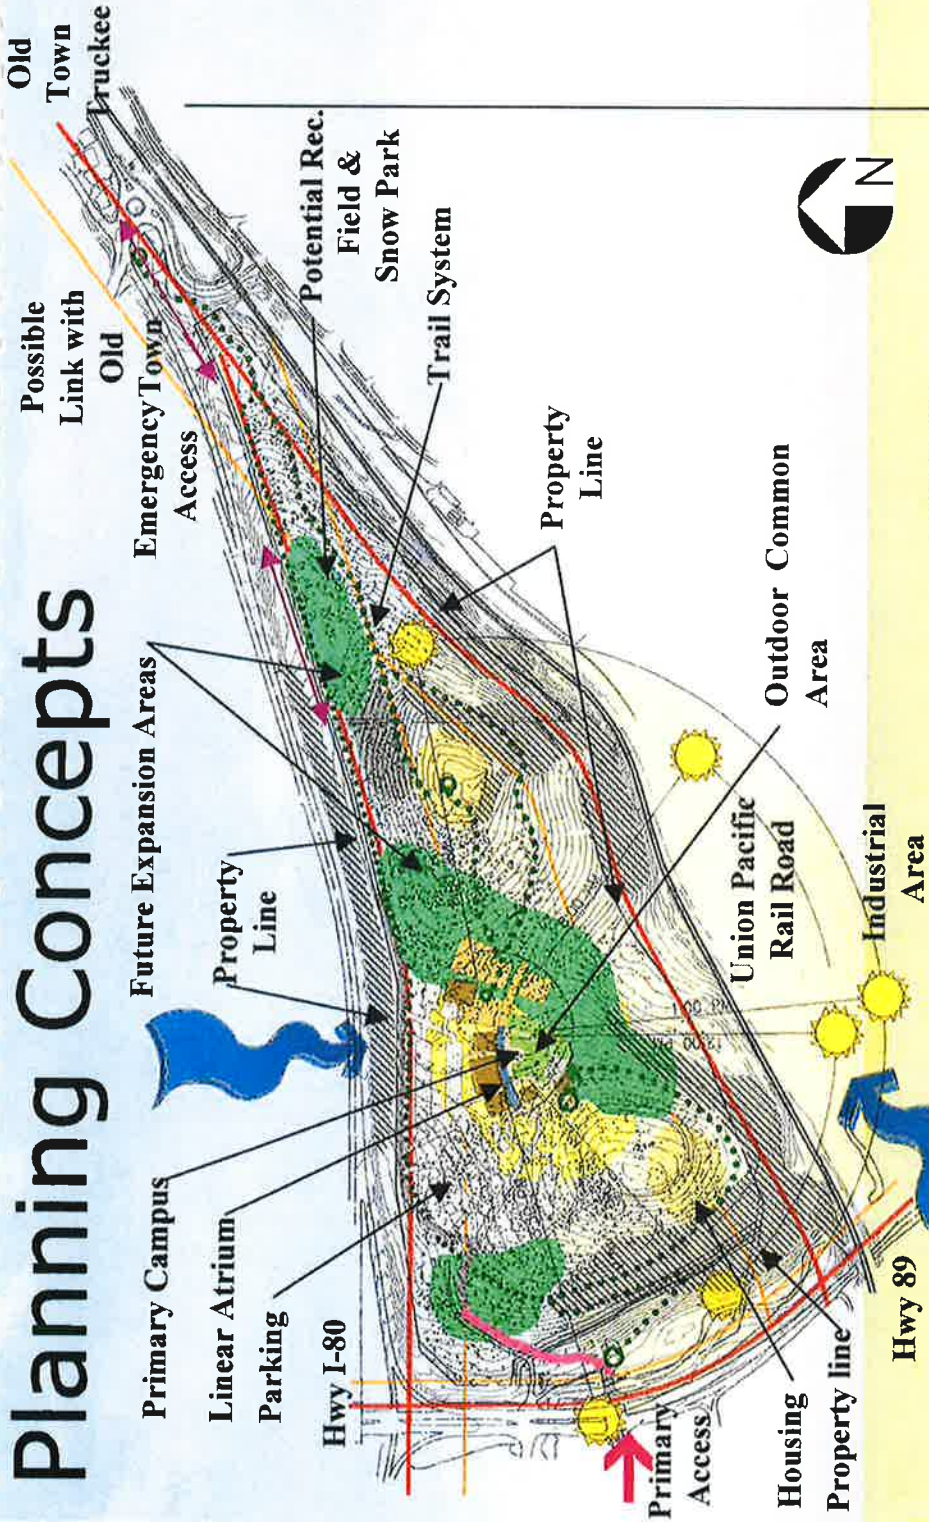 Planning Concepts
Old
Town
Truckee
Possible
Link with
Old
Town
Emergency
Access
Future Expansion Areas
Property
Line
Primary Campus
Linear Atrium
Parking
Hwy I-80
Potential Rec.
Field &
Snow Park
Trail System
Property
Line
Outdoor Common
Area
Union Pacific
Rail Road
Industrial
Area
N
Primary
Access
Housing
Property line
Hwy 89